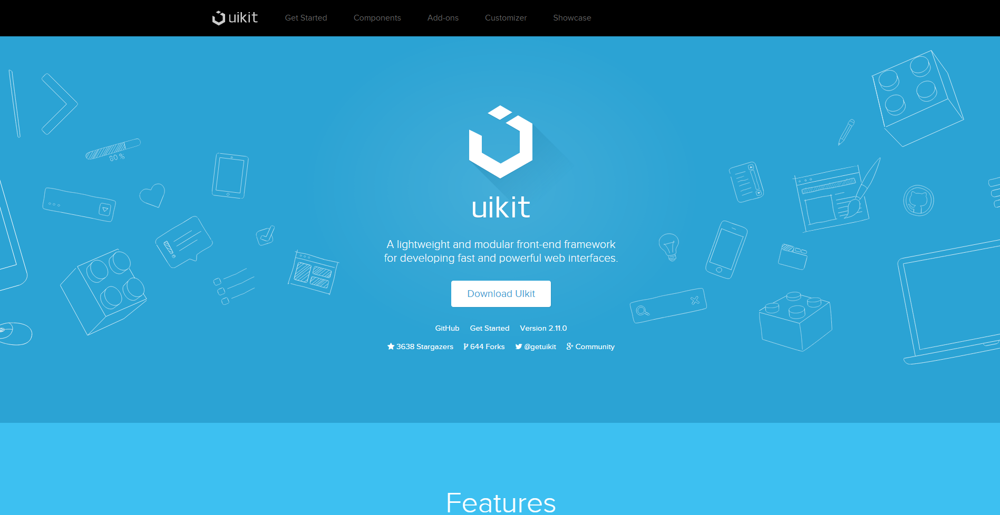 uikit Get Started Components Add-ons Customizer Showcase
80%
uikit
A lightweight and modular front-end framework
for developing fast and powerful web interfaces.
Download UIkit
GitHub Get Started Version 2.11.0
3638 Stargazers 644 Forks @getuikit Community
Features